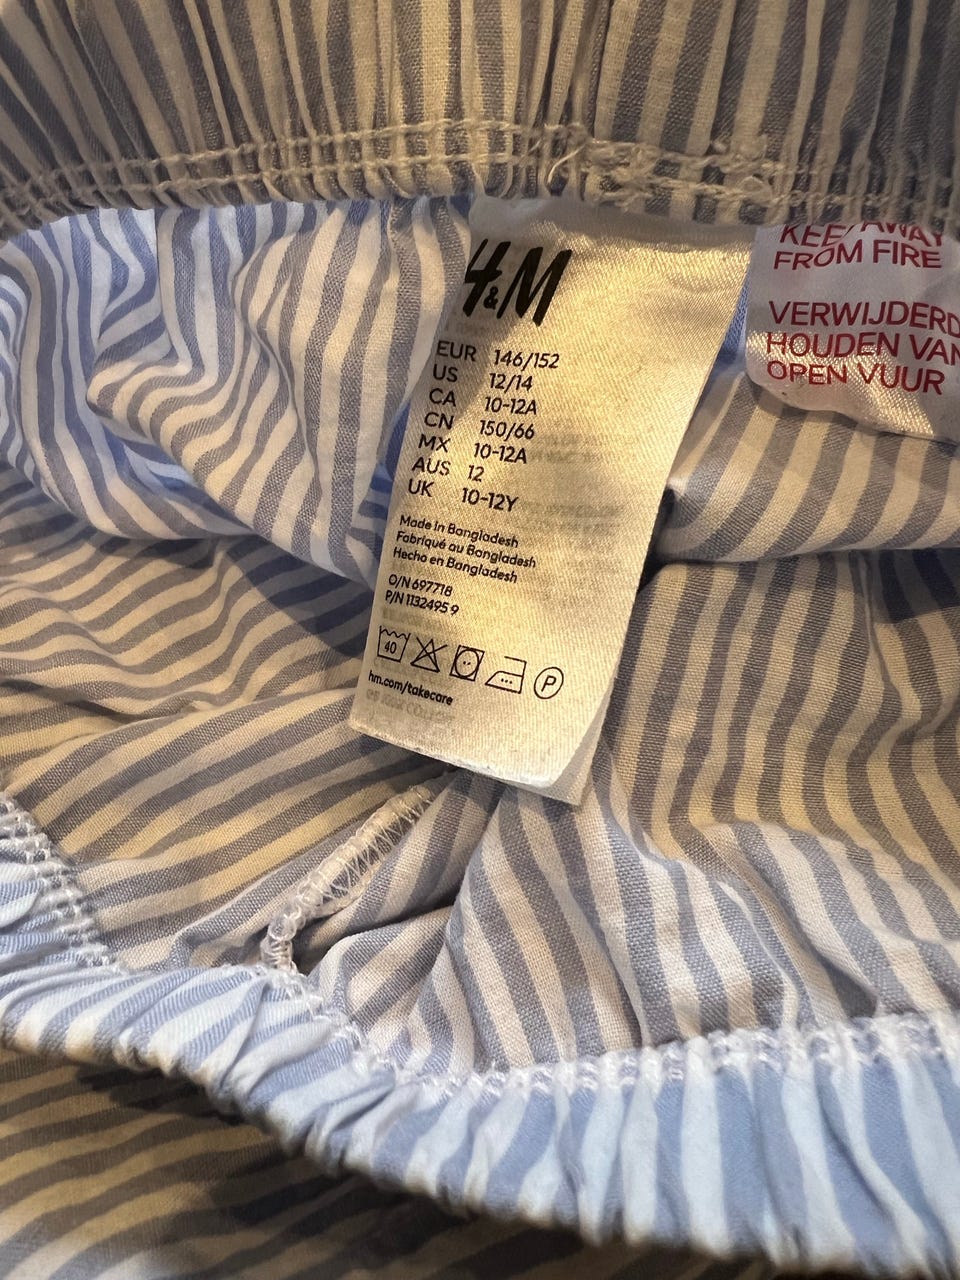 H&M
EUR 146/152
US 12/14
CA 10-12A
CN 150/66
MX 10-12A
AUS 12
UK 10-12Y
Made in Bangladesh
Fabriqué au Bangladesh
Hecho en Bangladesh
O/N 697718
P/N 1132495 9
40
P
hm.com/takecare
KEEP AWAY
FROM FIRE
VERWIJDERD
HOUDEN VAN
OPEN VUUR